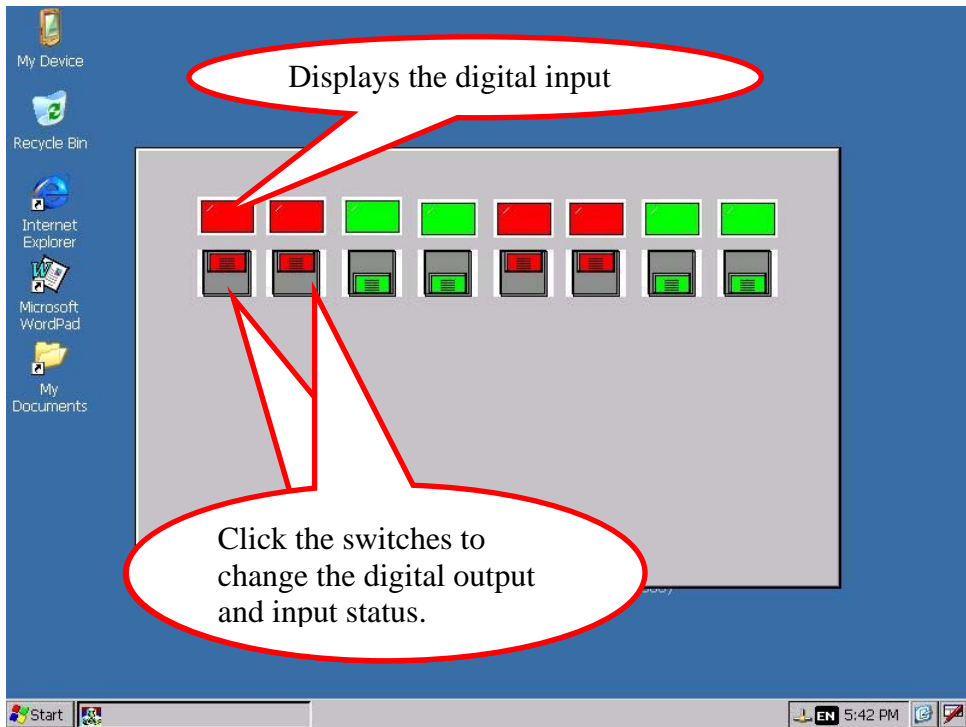 My Device
Displays the digital input
Recycle Bin
Internet
Explorer
Microsoft
WordPad
My
Documents
Click the switches to
change the digital output
and input status.
Start
EN 5:42 PM